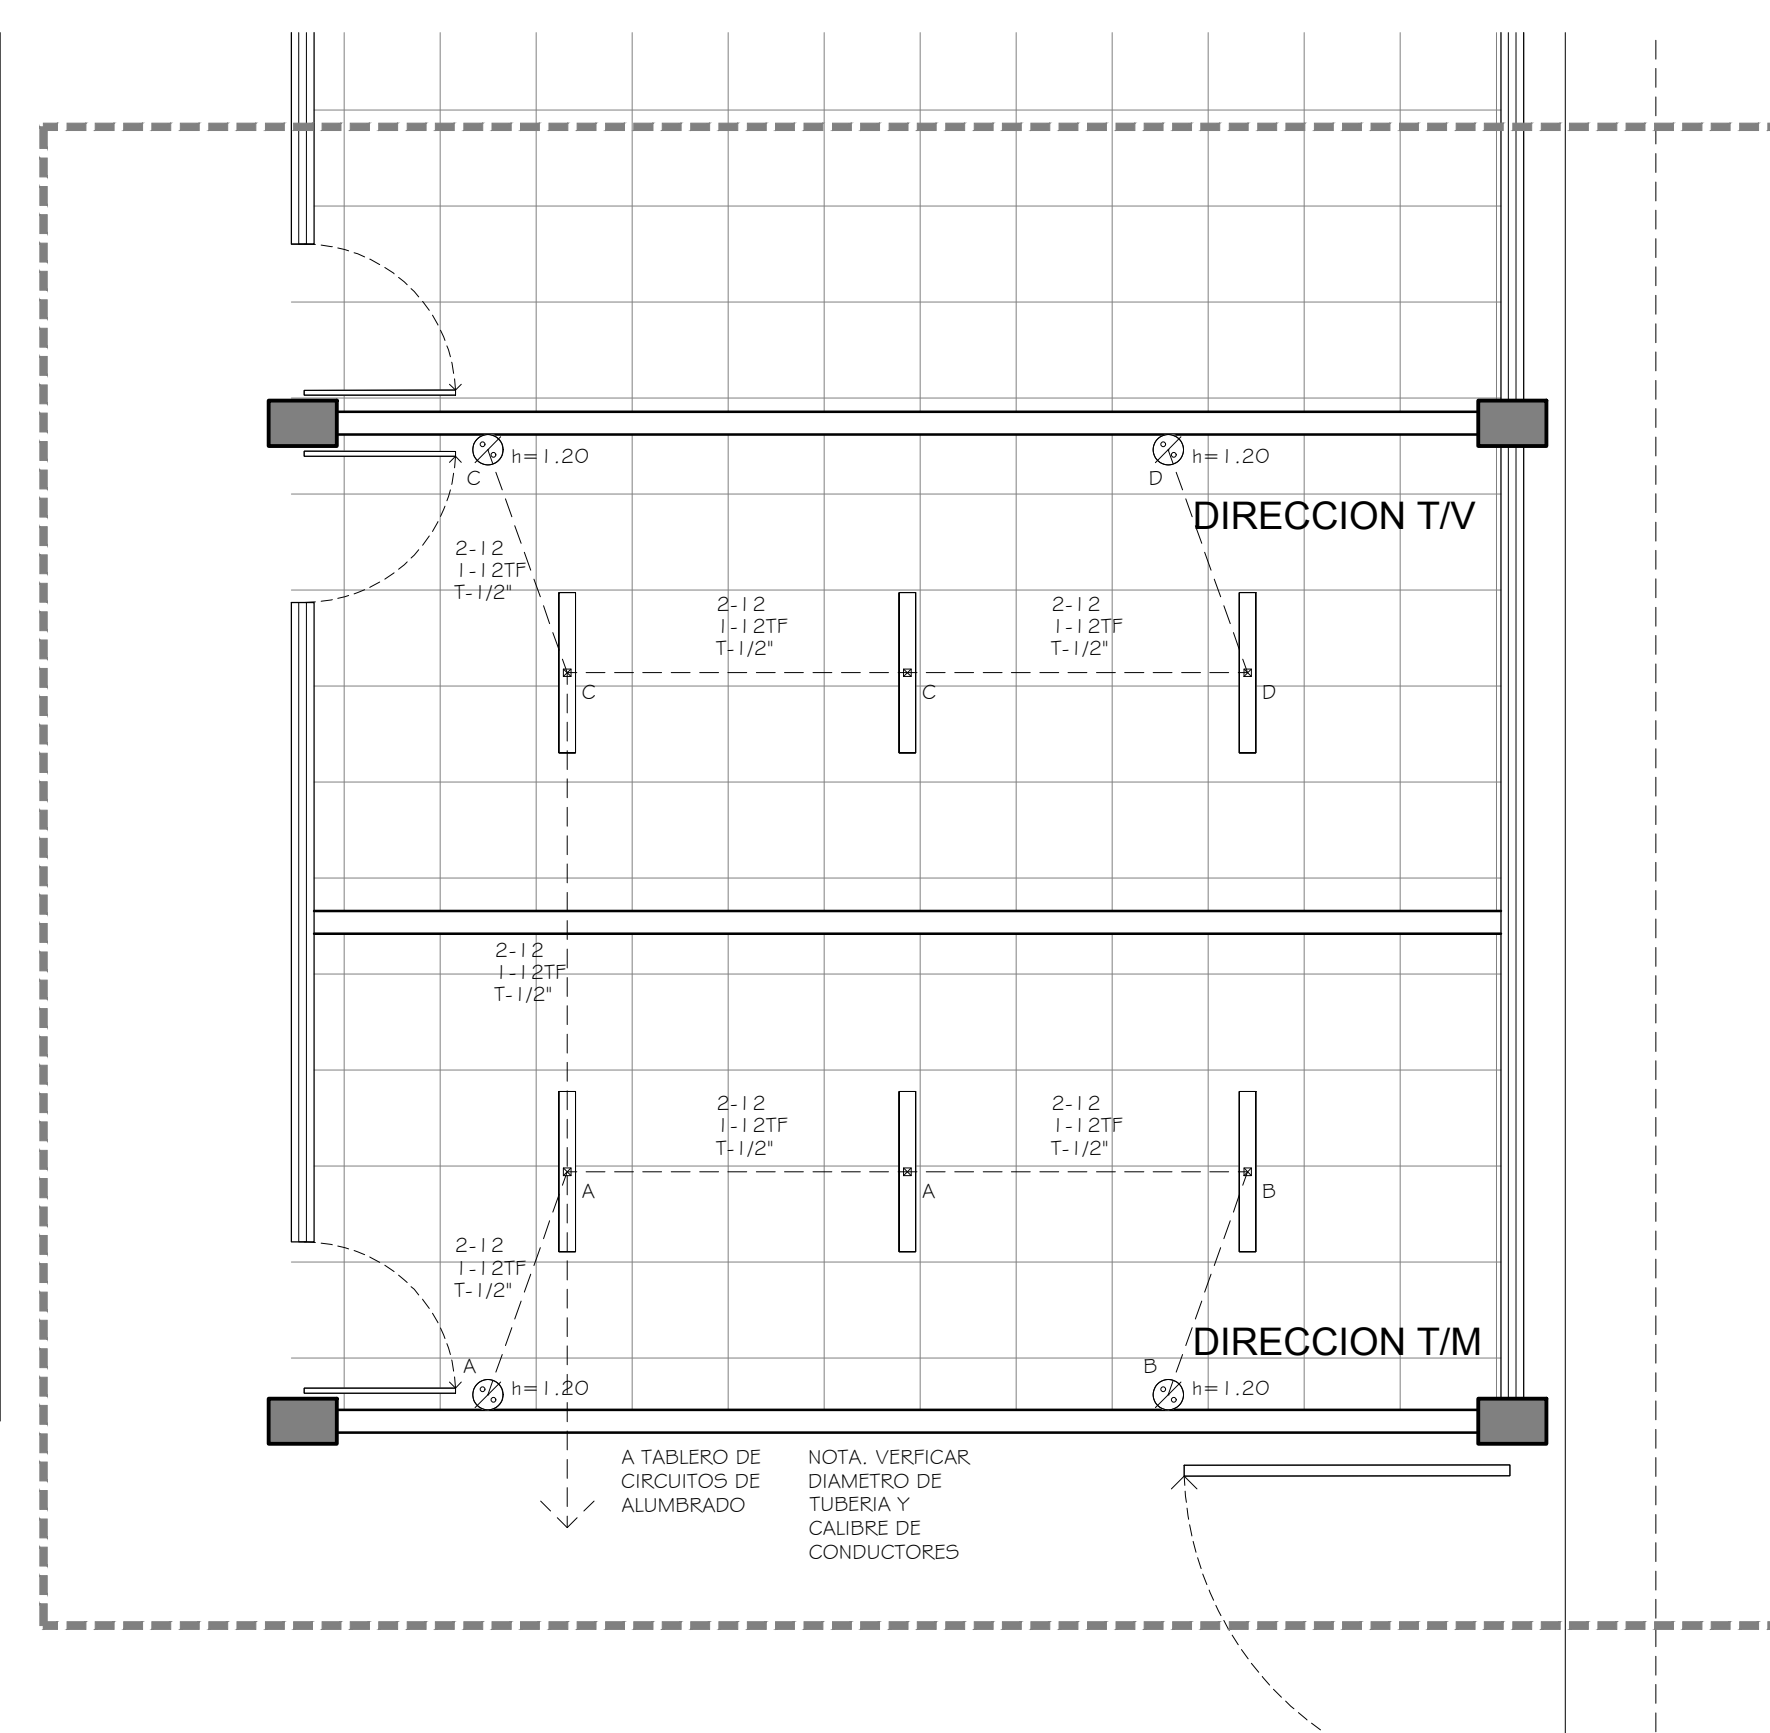 h=1.20
C
h=1.20
D
DIRECCION T/V
2-12
1-12TF
T-1/2"
2-12
1-12TF
T-1/2"
2-12
1-12TF
T-1/2"
C
C
D
2-12
1-12TF
T-1/2"
2-12
1-12TF
T-1/2"
2-12
1-12TF
T-1/2"
A
A
B
2-12
1-12TF
T-1/2"
DIRECCION T/M
A
h=1.20
B
h=1.20
A TABLERO DE
CIRCUITOS DE
ALUMBRADO
NOTA. VERFICAR
DIAMETRO DE
TUBERIA Y
CALIBRE DE
CONDUCTORES